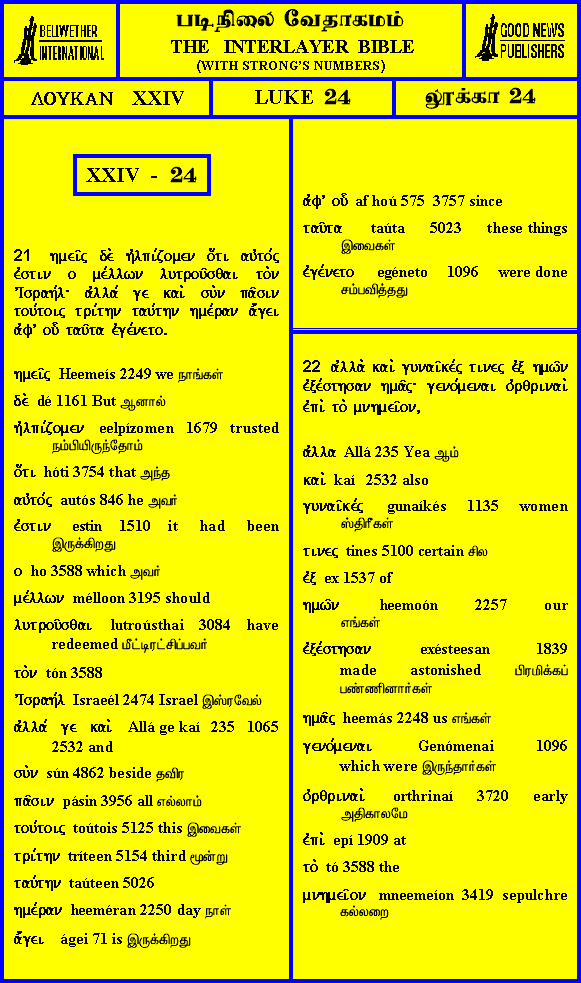 BELLWETHER
INTERNATIONAL
படிநிலை வேதாகமம்
THE INTERLAYER BIBLE
(WITH STRONG'S NUMBERS)
GOOD NEWS
PUBLISHERS
ΛΟΥΚΑΝ XXIV
LUKE 24
லூக்கா 24
XXIV - 24
21 ημεῖς δὲ ἠλπίζομεν ὅτι αὐτός
ἐστιν ο μέλλων λυτροῦσθαι τὸν
Ἰσραήλ· ἀλλά γε καὶ σὺν πᾶσιν
τούτοις τρίτην ταύτην ημέραν ἄγει
ἀφ' οὗ ταῦτα ἐγένετο.
ημεῖς Heemeís 2249 we நாங்கள்
δὲ dé 1161 But ஆனால்
ἠλπίζομεν eelpízomen 1679 trusted
நம்பியிருந்தோம்
ὅτι hóti 3754 that அந்த
αὐτός autós 846 he அவர்
ἐστιν estin 1510 it had been
இருக்கிறது
ο ho 3588 which அவர்
μέλλων mélloon 3195 should
λυτροῦσθαι lutroústhai 3084 have
redeemed மீட்டிரட்சிப்பவர்
τὸν tón 3588
Ἰσραήλ Israeél 2474 Israel இஸ்ரவேல்
ἀλλά γε καὶ Allá ge kaí 235 1065
2532 and
σὺν sún 4862 beside தவிர
πᾶσιν pásin 3956 all எல்லாம்
τούτοις toútois 5125 this இவைகள்
τρίτην tríteen 5154 third மூன்று
ταύτην taúteen 5026
ημέραν heeméran 2250 day நாள்
ἄγει ágei 71 is இருக்கிறது
ἀφ' οὗ af hoú 575 3757 since
ταῦτα taúta 5023 these things
இவைகள்
ἐγένετο egéneto 1096 were done
சம்பவித்தது
22 ἀλλὰ καὶ γυναῖκές τινες ἐξ ημῶν
ἐξέστησαν ημᾶς· γενόμεναι ὀρθριναὶ
ἐπὶ τὸ μνημεῖον,
ἀλλα Allá 235 Yea ஆம்
καὶ kaí 2532 also
γυναῖκές gunaíkés 1135 women
ஸ்திரீகள்
τινες tines 5100 certain சில
ἐξ ex 1537 of
ημῶν heemoón 2257 our
எங்கள்
ἐξέστησαν exésteesan 1839
made astonished பிரமிக்கப்
பண்ணினார்கள்
ημᾶς heemás 2248 us எங்கள்
γενόμεναι Genómenai 1096
which were இருந்தார்கள்
ὀρθριναὶ orthrinaí 3720 early
அதிகாலமே
ἐπὶ epí 1909 at
τὸ tó 3588 the
μνημεῖον mneemeíon 3419 sepulchre
கல்லறை